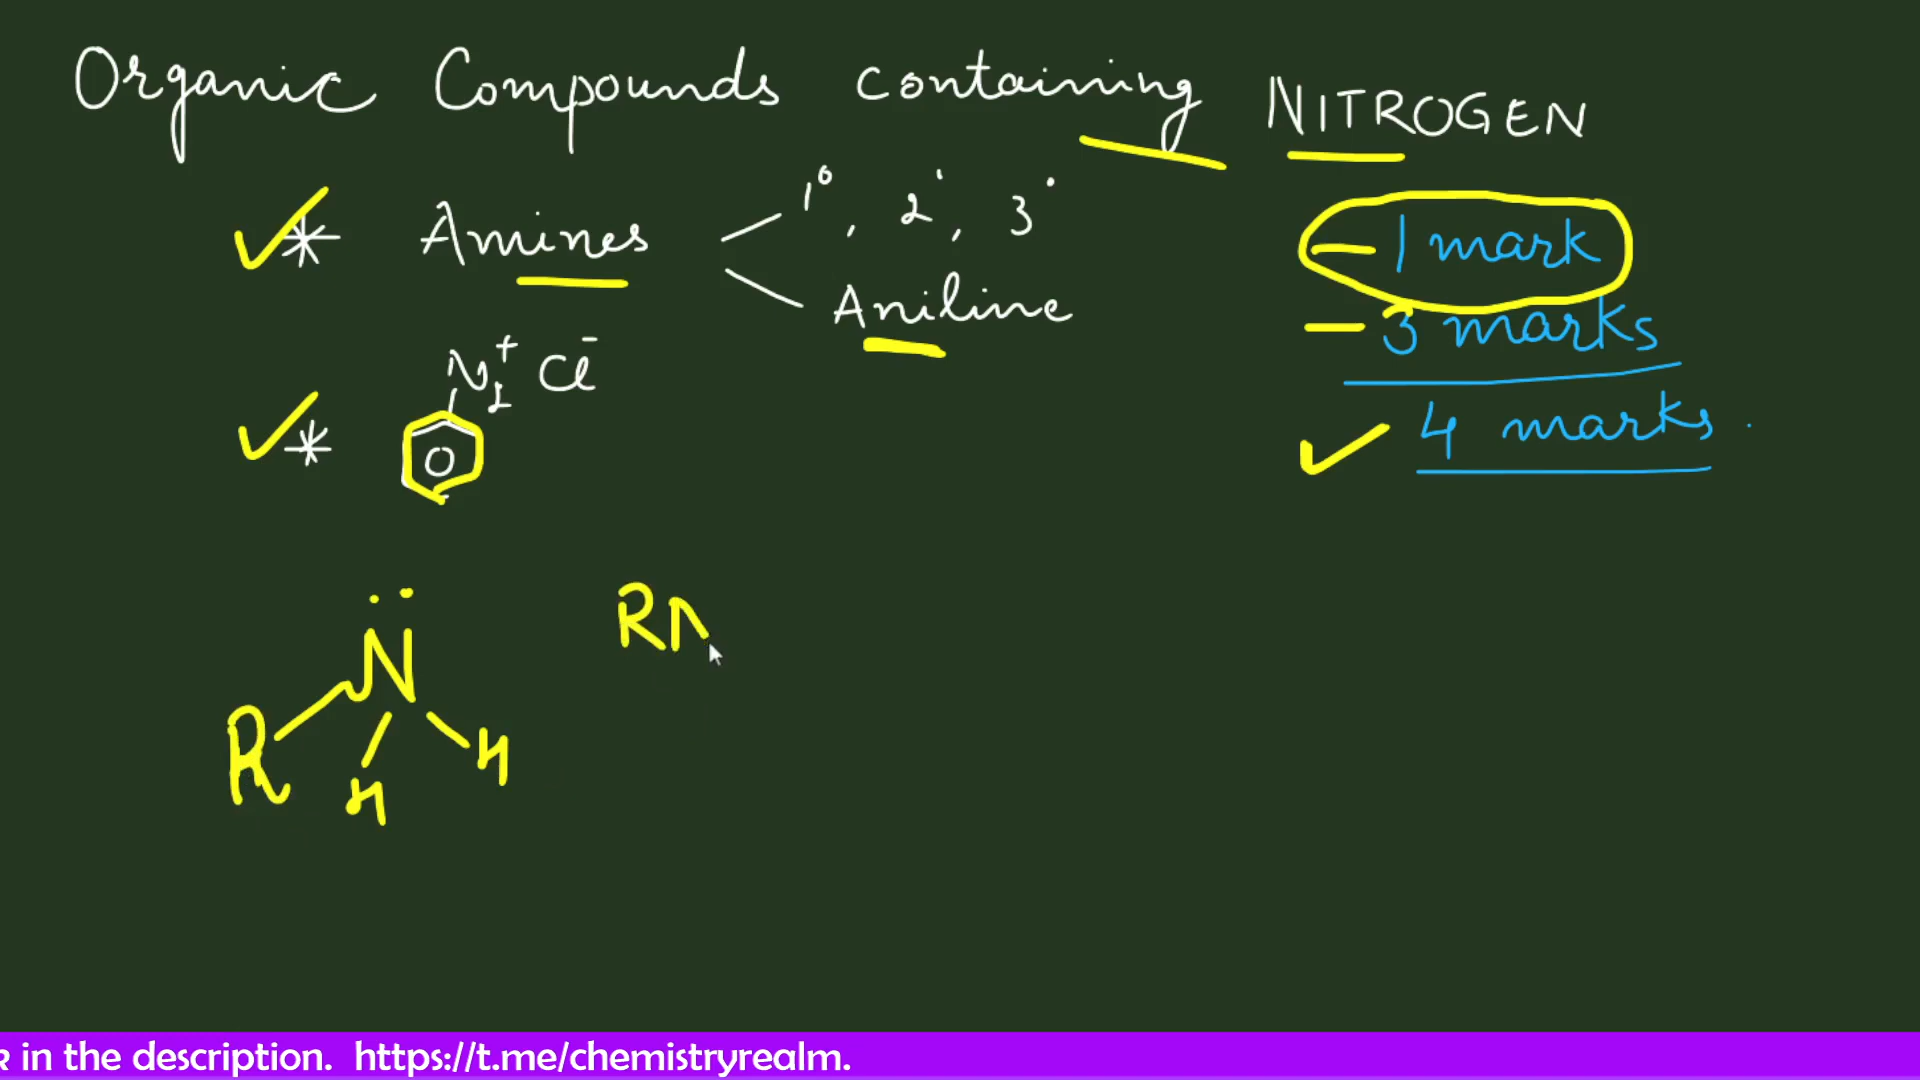 Organic Compounds containing NITROGEN
* Amines 1°, 2°, 3°
Aniline
- 1 mark
- 3 marks
4 marks.
* N₂⁺ Cl⁻
O
N
R H H
RN
in the description. https://t.me/chemistryrealm.